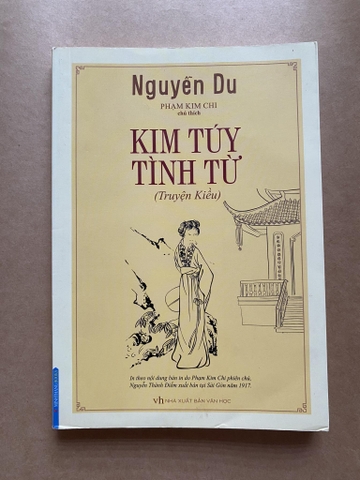 Nguyễn Du
PHẠM KIM CHI
chú thích
KIM TÚY
TÌNH TỪ
(Truyện Kiều)
In theo nội dung bản in do Phạm Kim Chi phiên chú,
Nguyễn Thành Điểm xuất bản tại Sài Gòn năm 1917.
vh NHÀ XUẤT BẢN VĂN HỌC